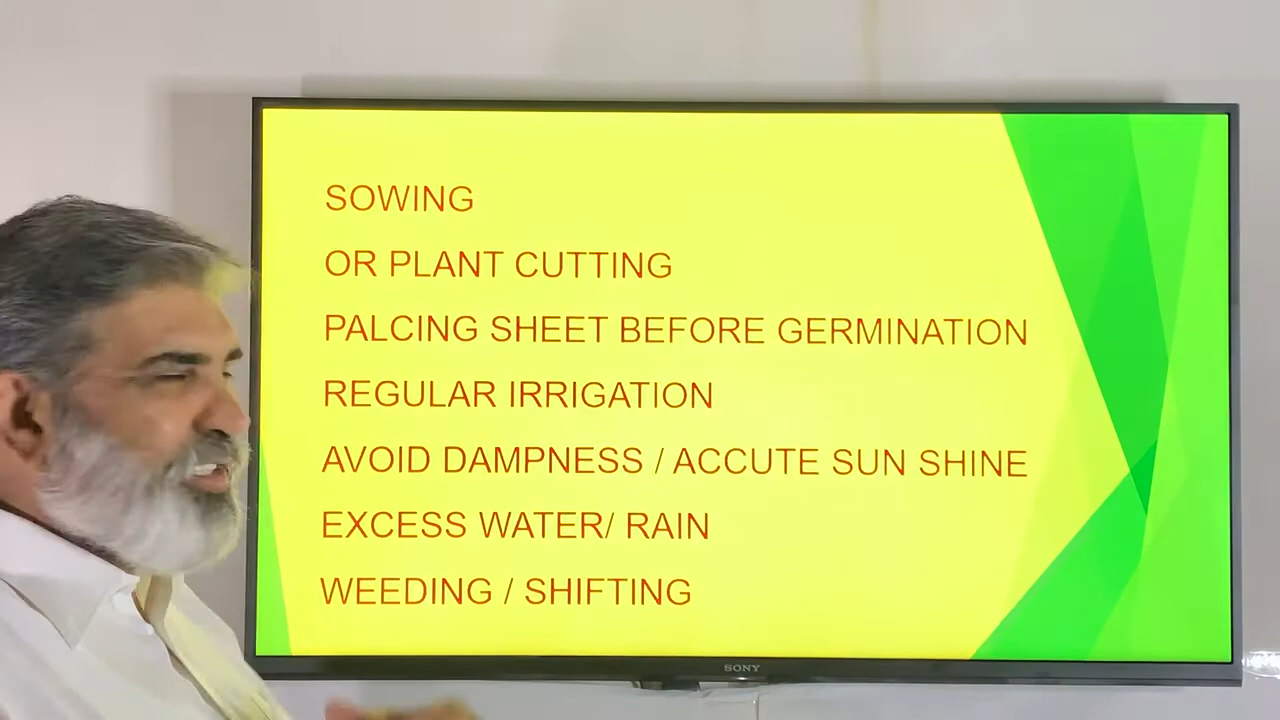 SOWING
OR PLANT CUTTING
PALCING SHEET BEFORE GERMINATION
REGULAR IRRIGATION
AVOID DAMPNESS / ACCUTE SUN SHINE
EXCESS WATER/ RAIN
WEEDING / SHIFTING
SONY